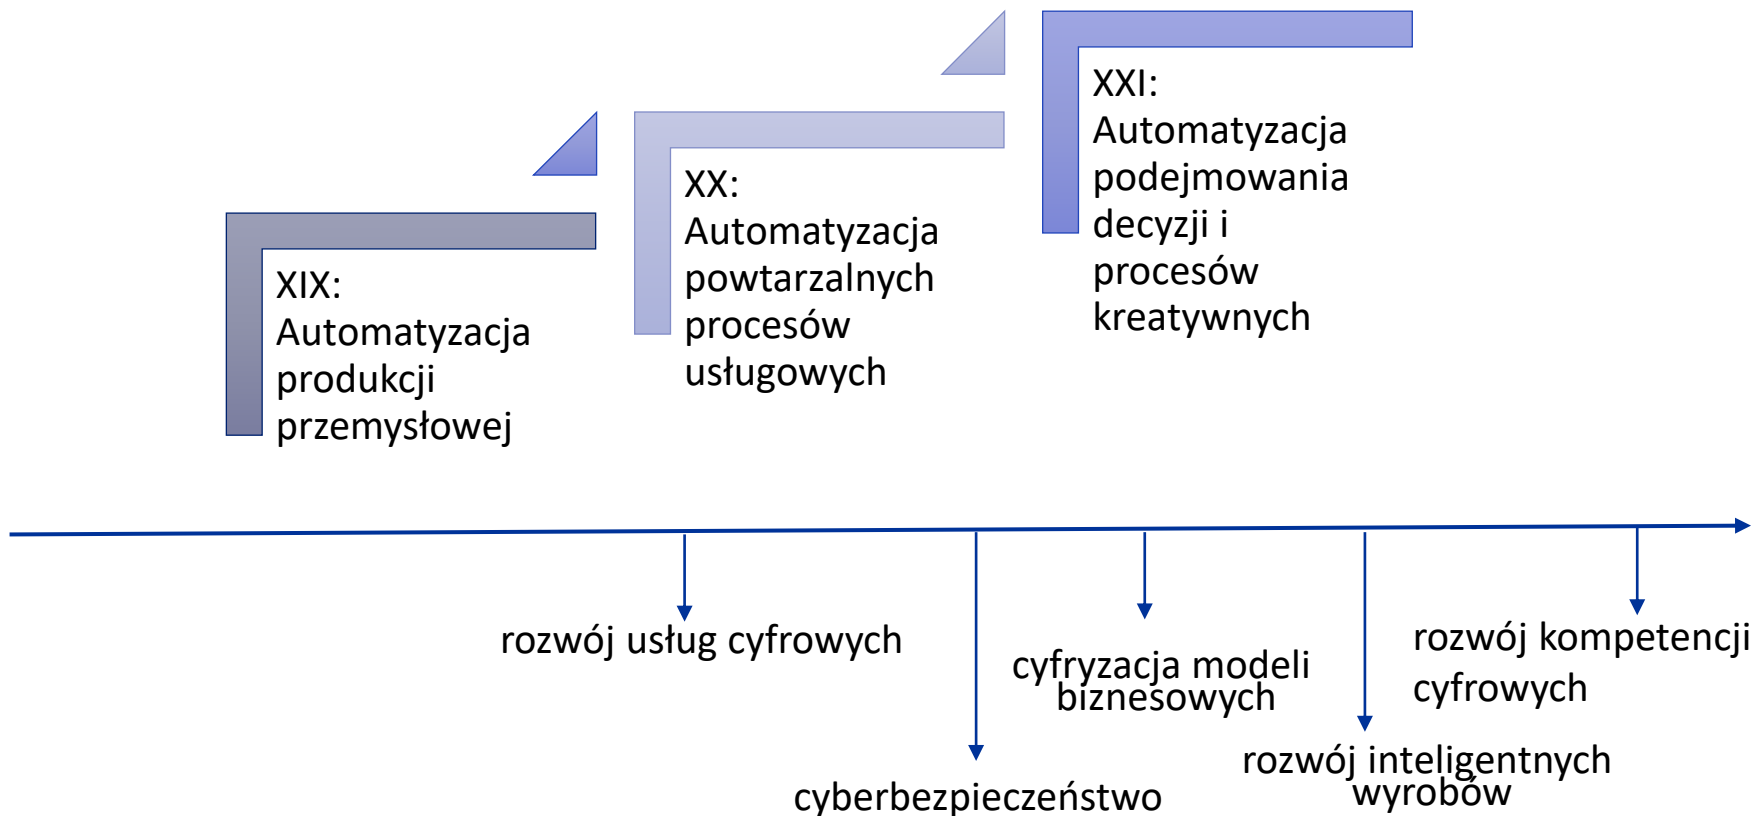 XIX:
Automatyzacja
produkcji
przemysłowej
XX:
Automatyzacja
powtarzalnych
procesów
usługowych
XXI:
Automatyzacja
podejmowania
decyzji i
procesów
kreatywnych
rozwój usług cyfrowych
cyberbezpieczeństwo
cyfryzacja modeli
biznesowych
rozwój inteligentnych
wyrobów
rozwój kompetencji
cyfrowych